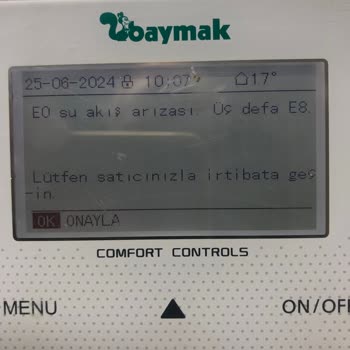 baymak
25-06-2024 10:07 17°
E0 su akış arızası. Üç defa E8.
Lütfen satıcınızla irtibata geç
-in.
OK ONAYLA
COMFORT CONTROLS
MENU ON/OFF